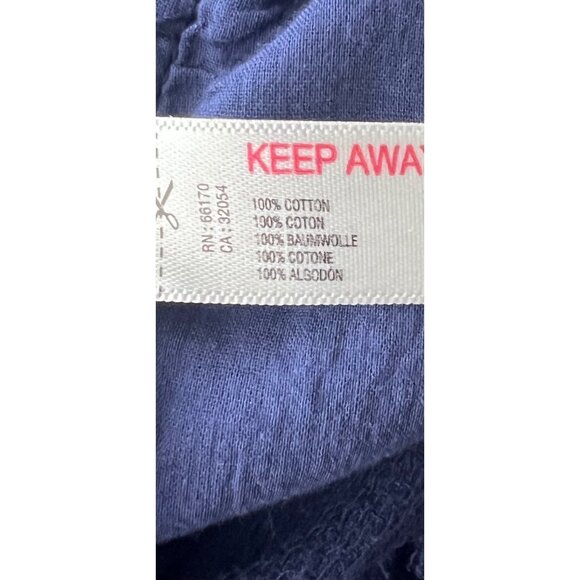 KEEP AWAY
RN: 66170
CA: 32054
100% COTTON
100% COTON
100% BAUMWOLLE
100% COTONE
100% ALGODÓN